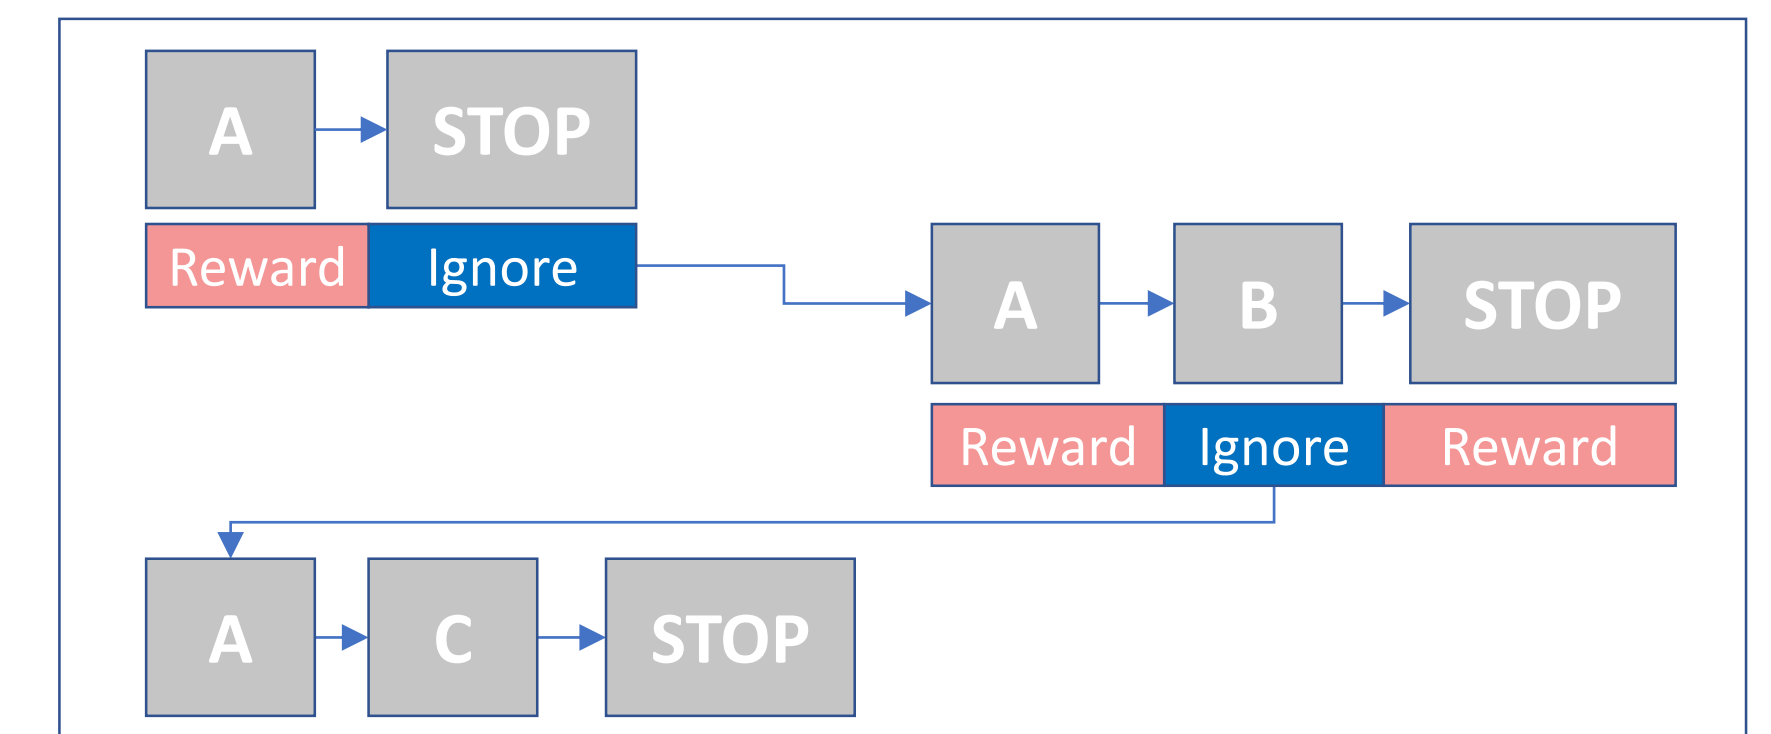 A STOP
Reward Ignore
A B STOP
Reward Ignore Reward
A C STOP